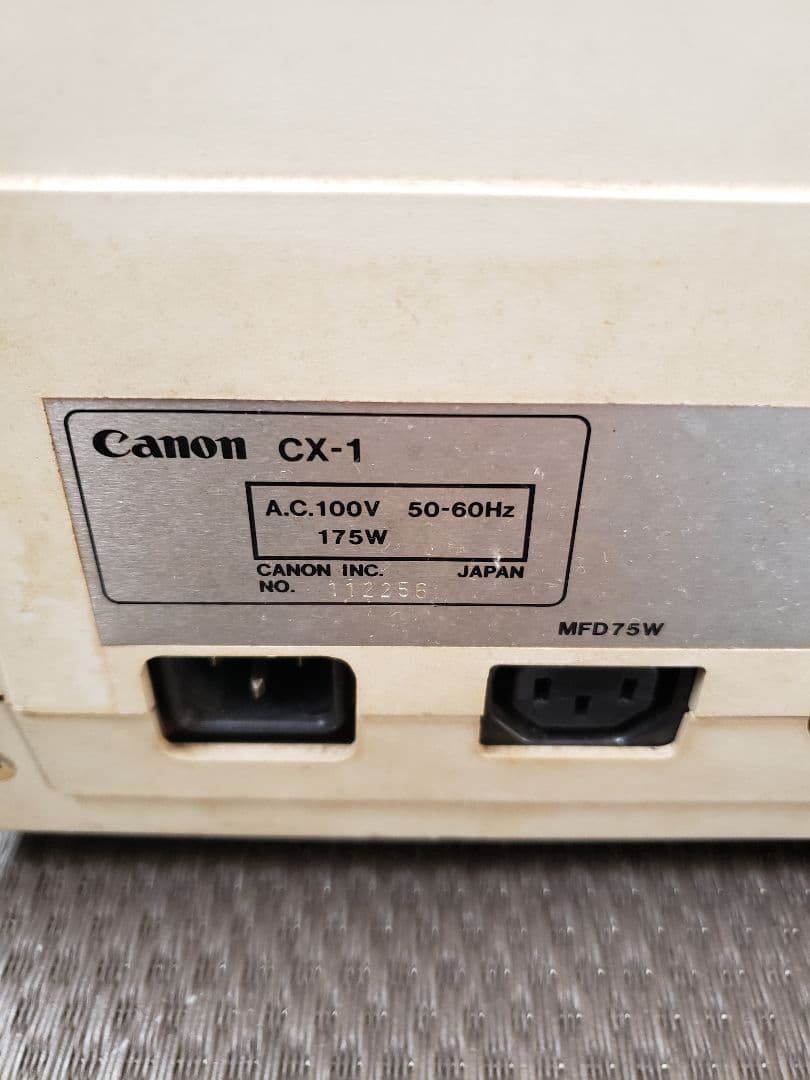 Canon CX-1
A.C.100V 50-60Hz
175W
CANON INC. JAPAN
NO. 112256
MFD75W